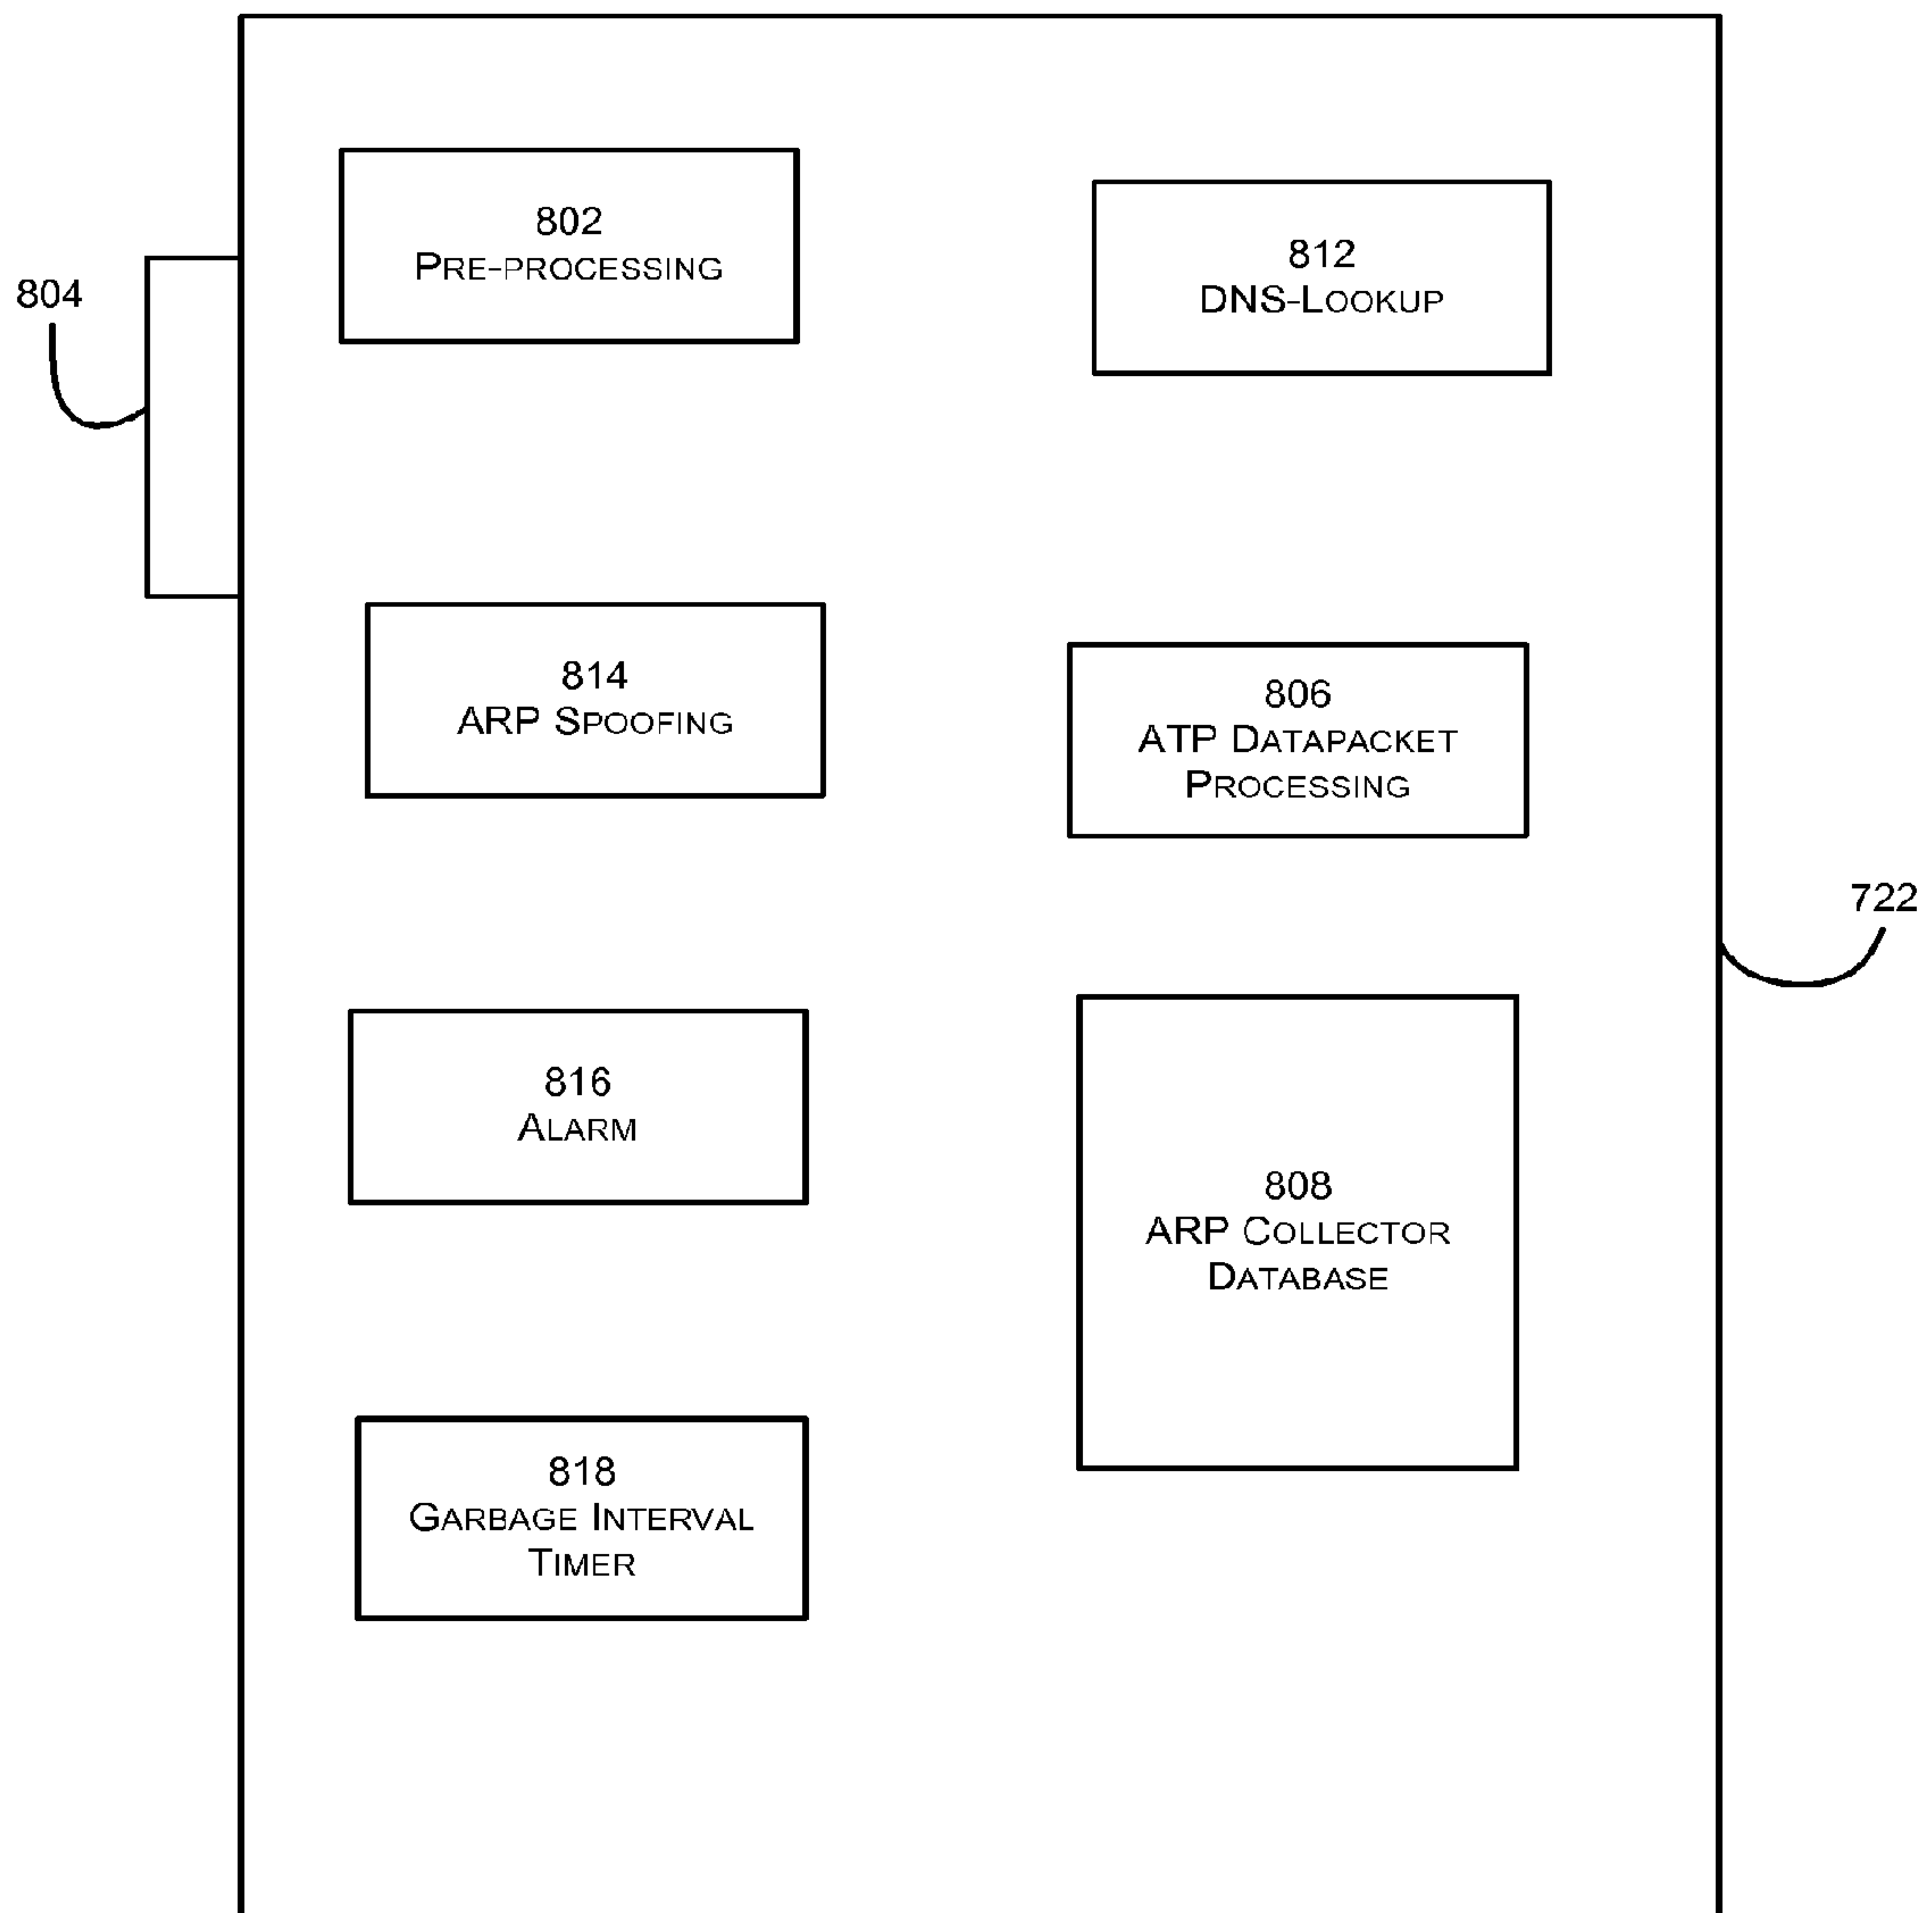 802
PRE-PROCESSING
812
DNS-LOOKUP
804
814
ARP SPOOFING
806
ATP DATAPACKET
PROCESSING
722
816
ALARM
808
ARP COLLECTOR
DATABASE
818
GARBAGE INTERVAL
TIMER